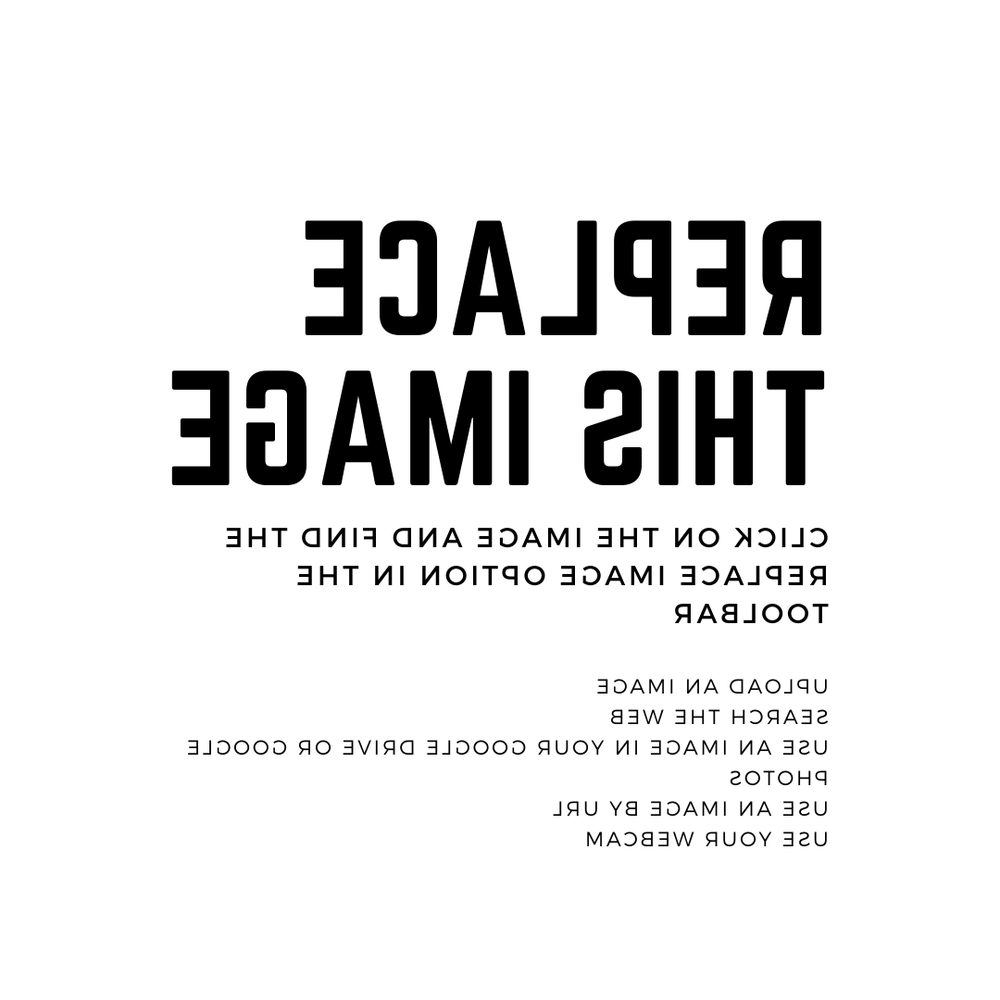 REPLACE
THIS IMAGE
CLICK ON THE IMAGE AND FIND THE
REPLACE IMAGE OPTION IN THE
TOOLBAR
UPLOAD AN IMAGE
SEARCH THE WEB
USE AN IMAGE IN YOUR GOOGLE DRIVE OR GOOGLE
PHOTOS
USE AN IMAGE BY URL
USE YOUR WEBCAM